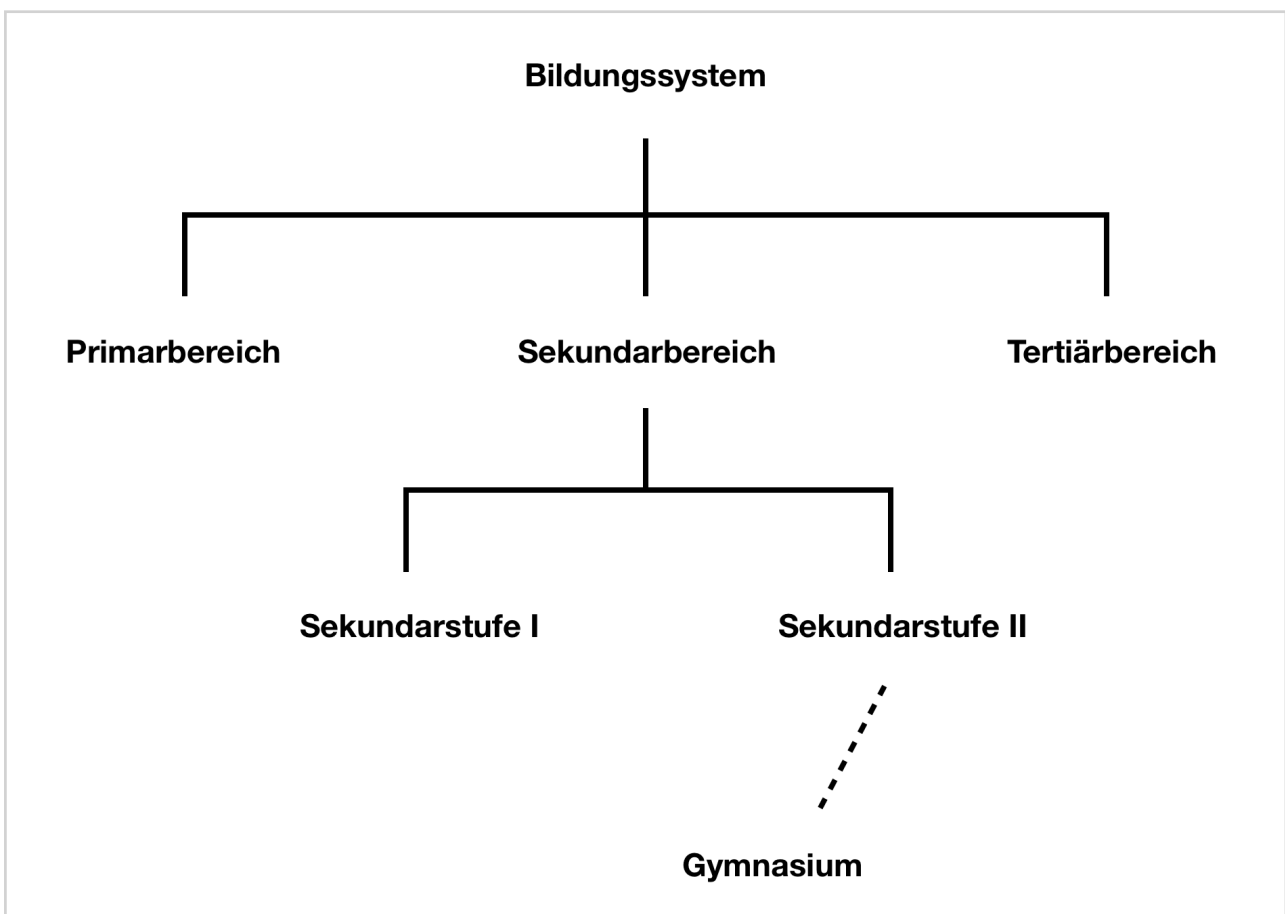 Bildungssystem
Primarbereich Sekundarbereich Tertiärbereich
Sekundarstufe I Sekundarstufe II
Gymnasium